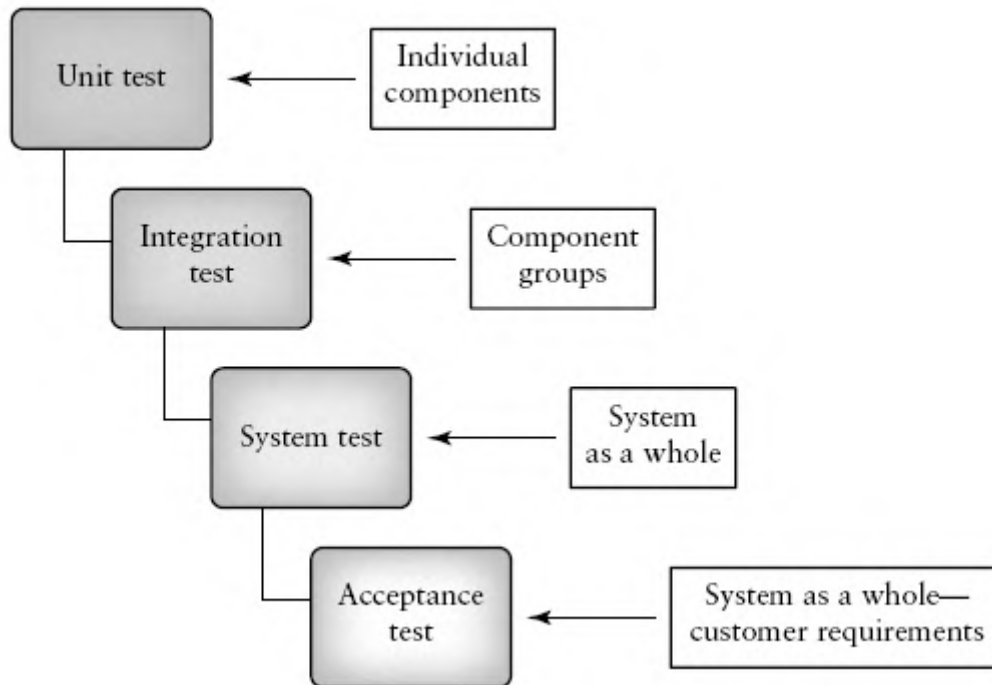 Unit test
Individual
components
Integration
test
Component
groups
System test
System
as a whole
Acceptance
test
System as a whole—
customer requirements